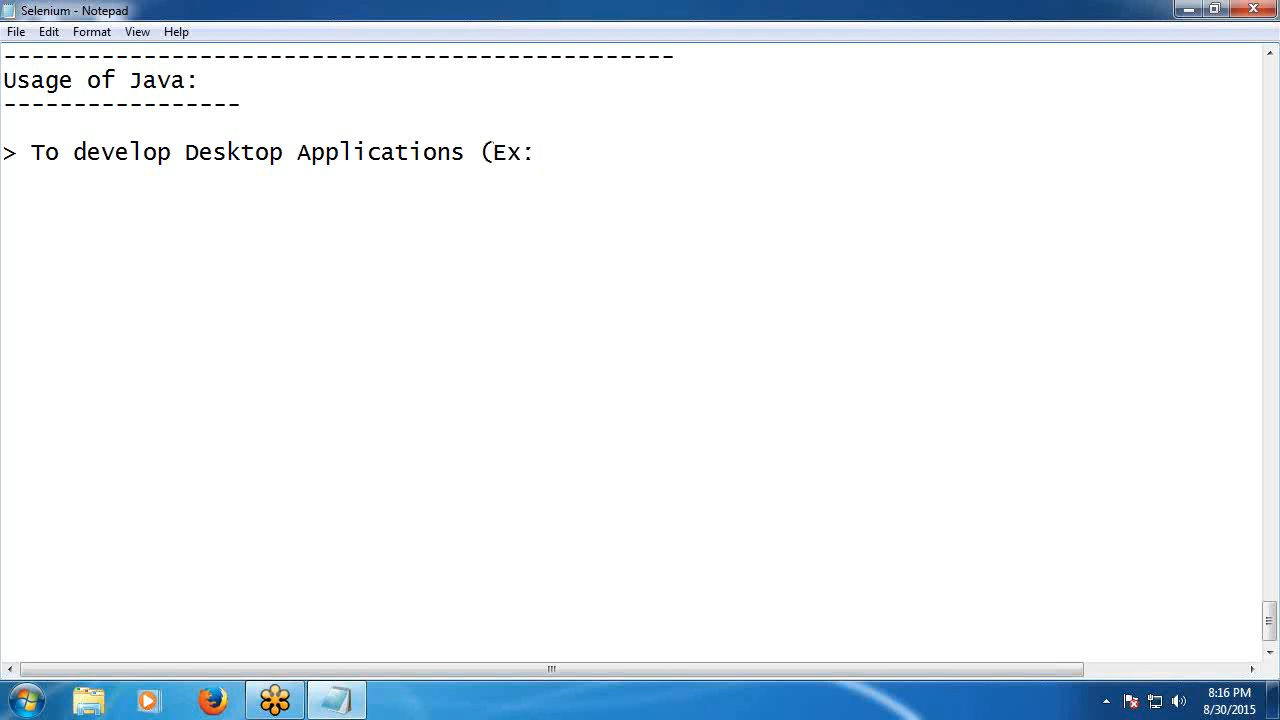 Selenium - Notepad
File Edit Format View Help
------------------------------------------------
Usage of Java:
-----------------
> To develop Desktop Applications (Ex:
8:16 PM
8/30/2015